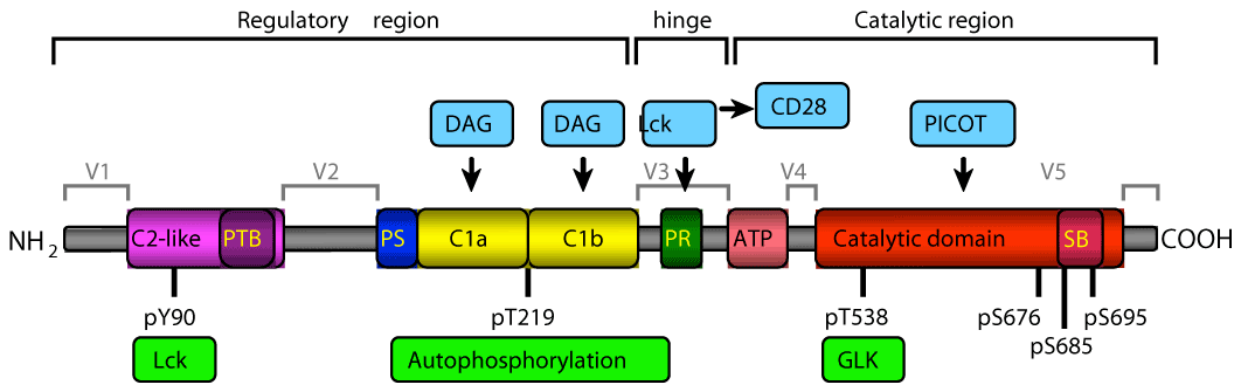 Regulatory region hinge Catalytic region
DAG DAG Lck CD28 PICOT
V1 V2 V3 V4 V5
NH2 C2-like PTB PS C1a C1b PR ATP Catalytic domain SB COOH
pY90 pT219 pT538 pS676 pS695
pS685
Lck Autophosphorylation GLK